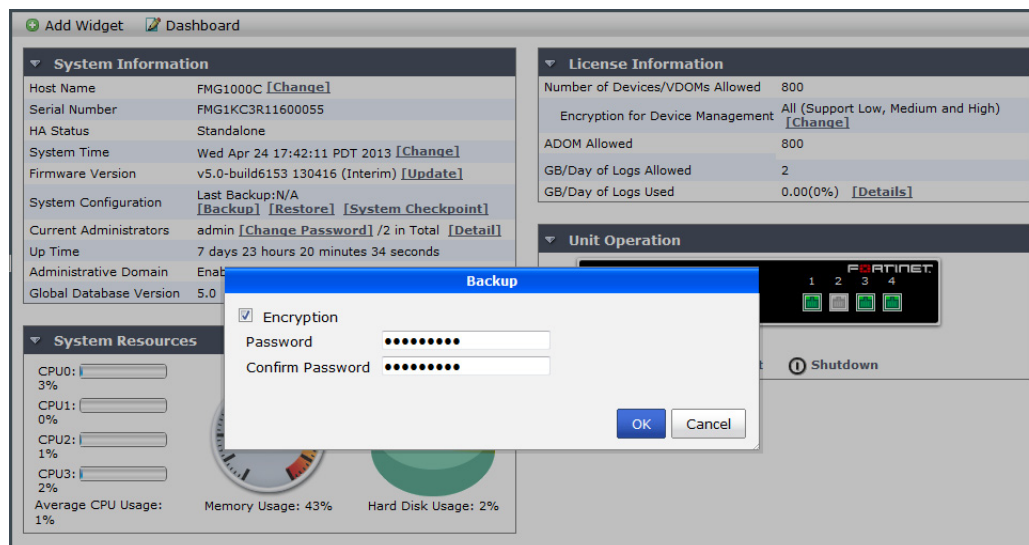 Add Widget Dashboard
System Information
Host Name FMG1000C [Change]
Serial Number FMG1KC3R11600055
HA Status Standalone
System Time Wed Apr 24 17:42:11 PDT 2013 [Change]
Firmware Version v5.0-build6153 130416 (Interim) [Update]
System Configuration Last Backup:N/A
[Backup] [Restore] [System Checkpoint]
Current Administrators admin [Change Password] /2 in Total [Detail]
Up Time 7 days 23 hours 20 minutes 34 seconds
Administrative Domain
Global Database Version 5.0
License Information
Number of Devices/VDOMs Allowed 800
Encryption for Device Management All (Support Low, Medium and High)
[Change]
ADOM Allowed 800
GB/Day of Logs Allowed 2
GB/Day of Logs Used 0.00(0%) [Details]
Unit Operation
FORTINET
1 2 3 4
Shutdown
Backup
Encryption
Password
Confirm Password
OK Cancel
System Resources
CPU0:
3%
CPU1:
0%
CPU2:
1%
CPU3:
2%
Average CPU Usage:
1%
Memory Usage: 43%
Hard Disk Usage: 2%